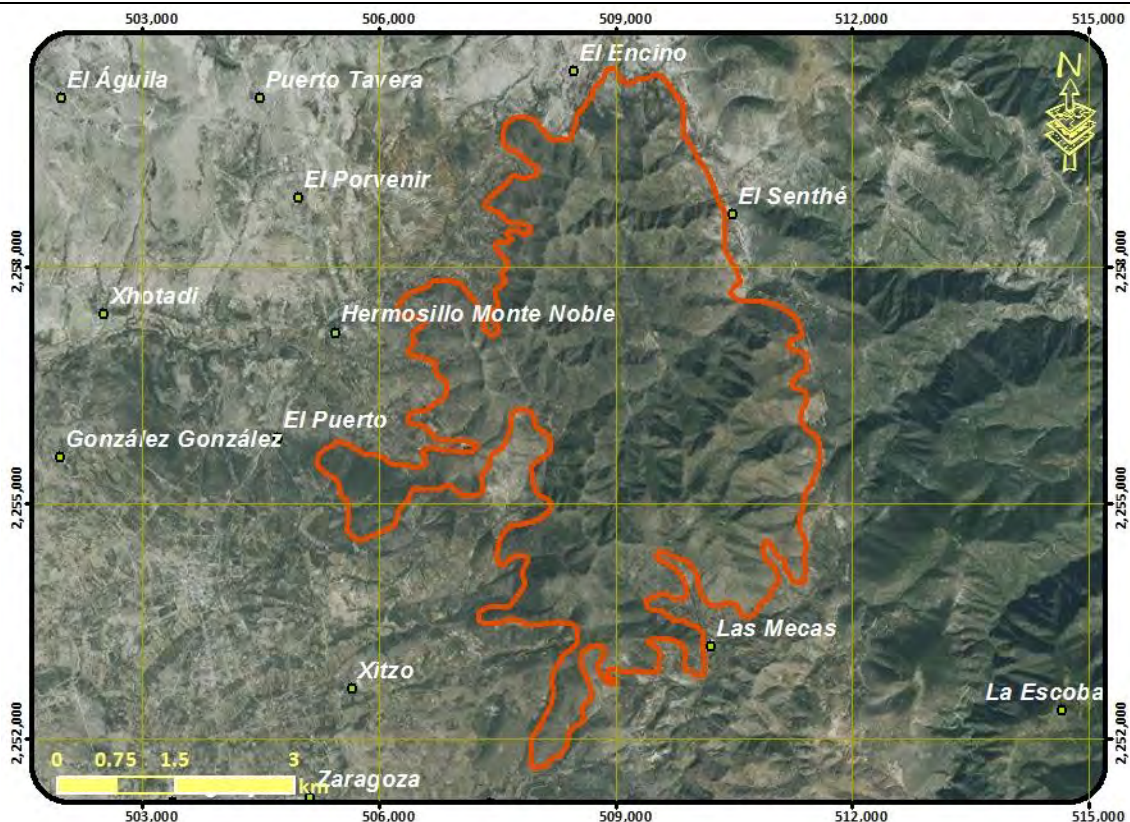 503,000 506,000 509,000 512,000 515,000
El Encino
El Águila Puerto Tavera
N
El Porvenir
El Senthé
2,258,000 2,258,000
Xhotadi
Hermosillo Monte Noble
El Puerto
González González
2,255,000 2,255,000
Las Mecas
Xitzo
La Escoba
2,252,000 2,252,000
0 0.75 1.5 3
km
Zaragoza
503,000 506,000 509,000 512,000 515,000